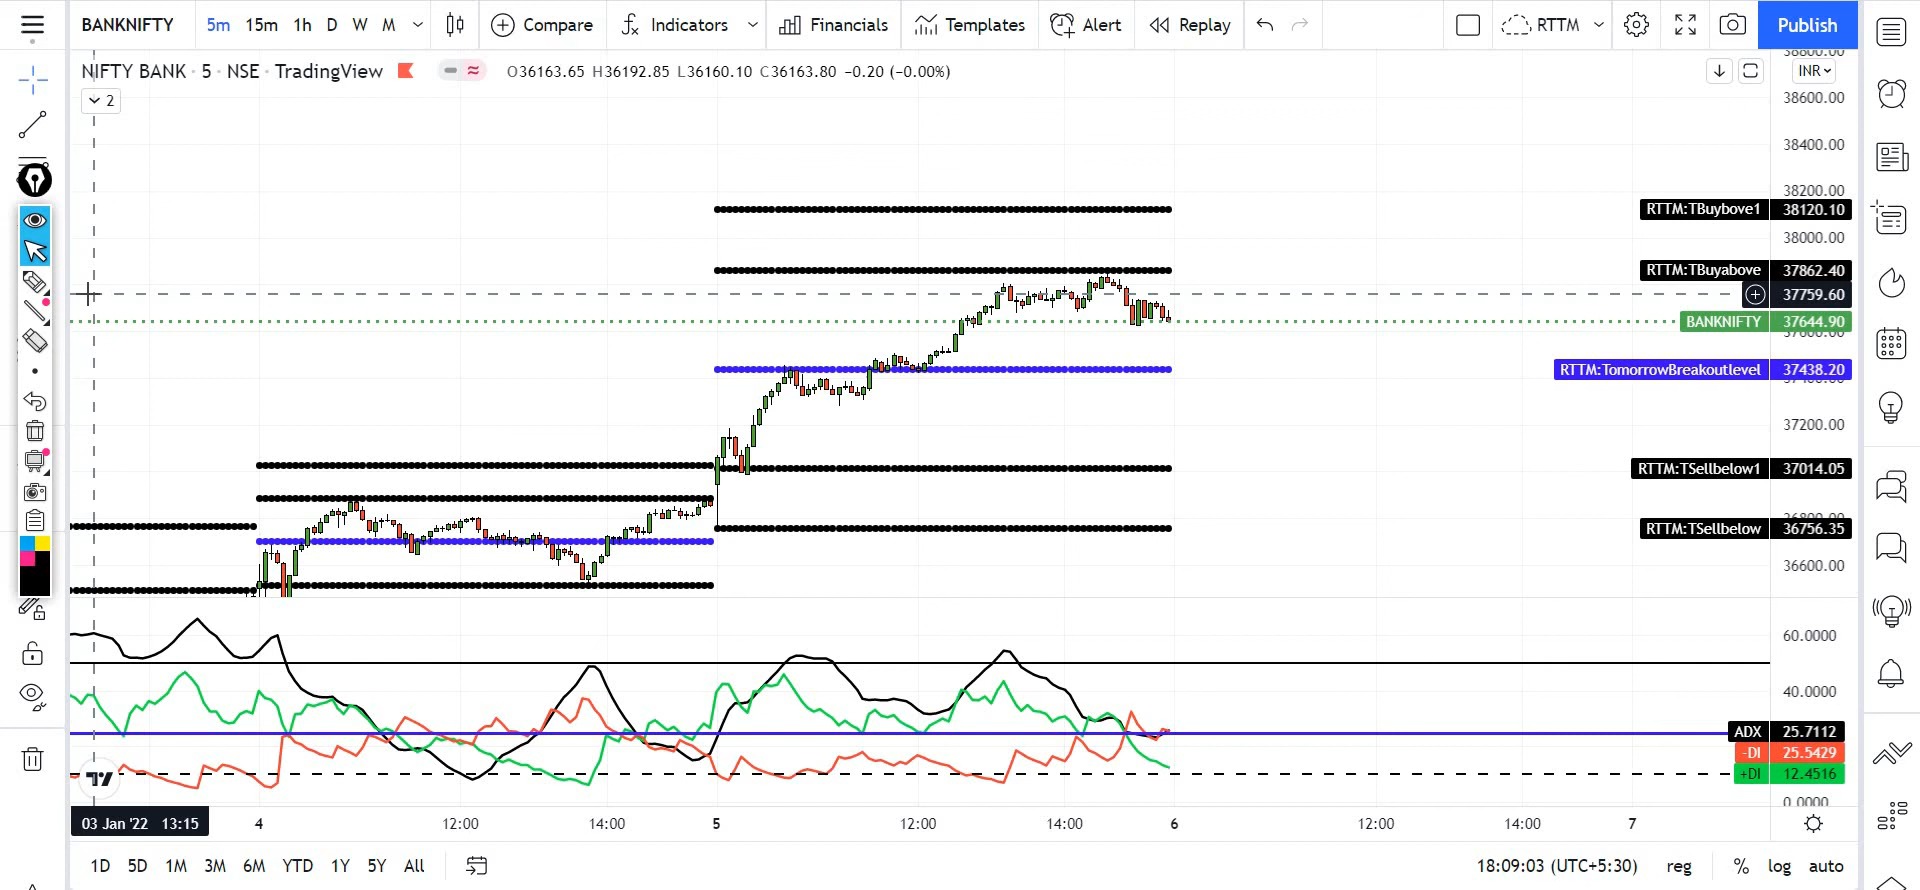 BANKNIFTY 5m 15m 1h D W M Compare Indicators Financials Templates Alert Replay RTTM Publish
NIFTY BANK · 5 · NSE · TradingView O36163.65 H36192.85 L36160.10 C36163.80 −0.20 (−0.00%) INR
2
38600.00
38400.00
38200.00
RTTM:TBuybove1 38120.10
38000.00
RTTM:TBuyabove 37862.40
37759.60
BANKNIFTY 37644.90
37600.00
RTTM:TomorrowBreakoutlevel 37438.20
37200.00
RTTM:TSellbelow1 37014.05
36800.00
RTTM:TSellbelow 36756.35
36600.00
60.0000
40.0000
ADX 25.7112
-DI 25.5429
+DI 12.4516
0.0000
03 Jan '22 13:15 4 12:00 14:00 5 12:00 14:00 6 12:00 14:00 7
1D 5D 1M 3M 6M YTD 1Y 5Y All 18:09:03 (UTC+5:30) reg % log auto